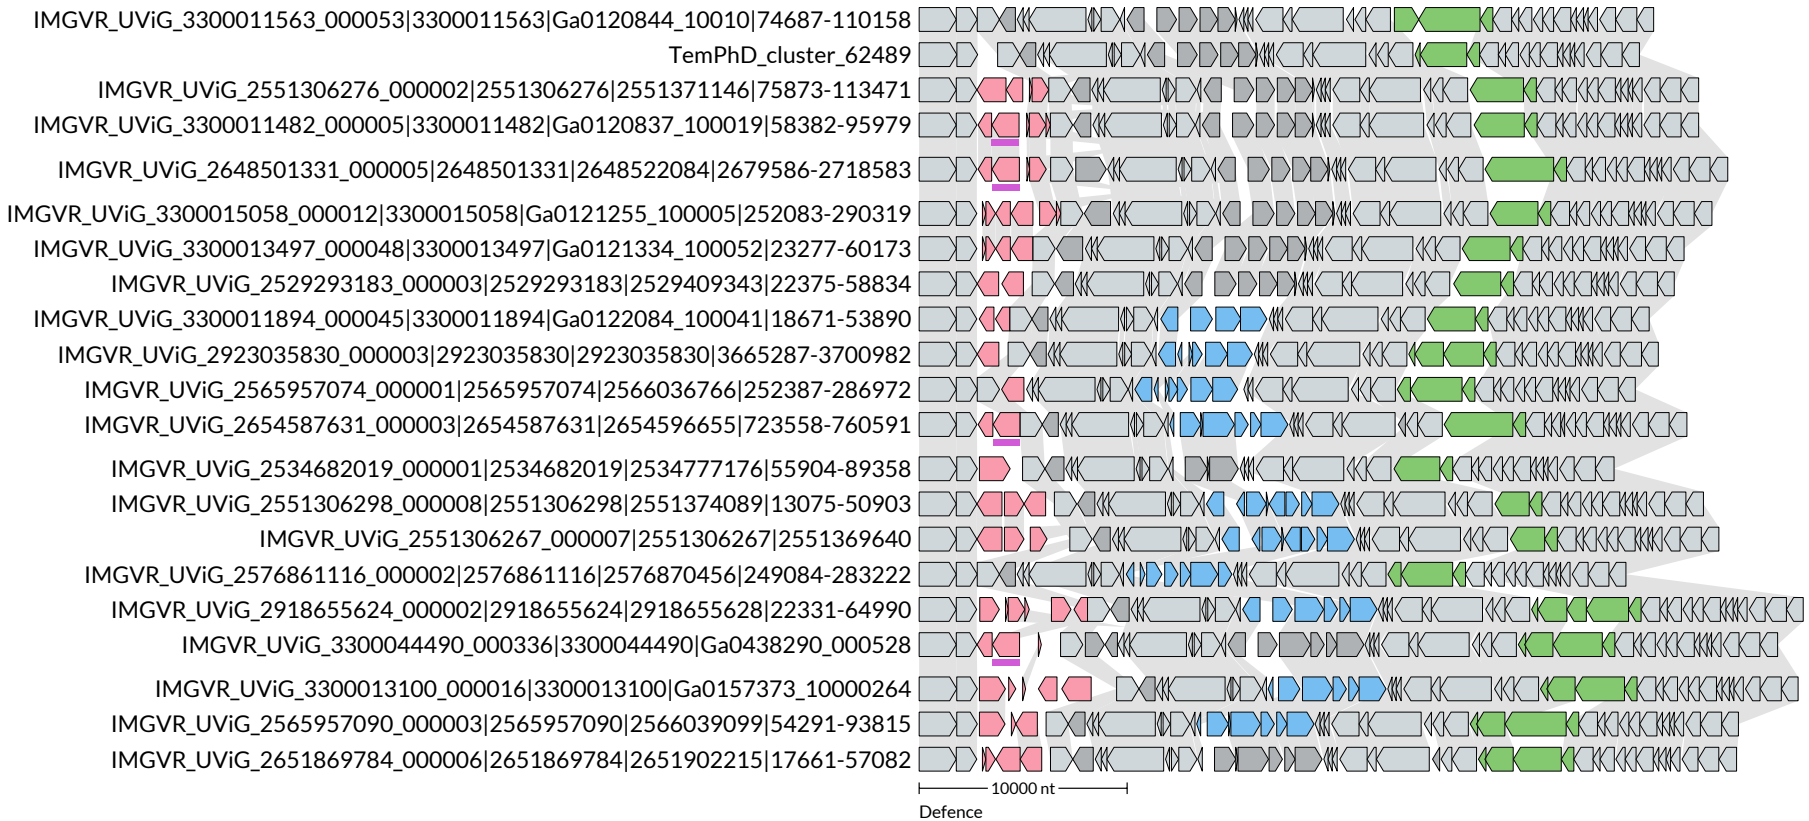 IMGVR_UViG_3300011563_000053|3300011563|Ga0120844_10010|74687-110158
TemPhD_cluster_62489
IMGVR_UViG_2551306276_000002|2551306276|2551371146|75873-113471
IMGVR_UViG_3300011482_000005|3300011482|Ga0120837_100019|58382-95979
IMGVR_UViG_2648501331_000005|2648501331|2648522084|2679586-2718583
IMGVR_UViG_3300015058_000012|3300015058|Ga0121255_100005|252083-290319
IMGVR_UViG_3300013497_000048|3300013497|Ga0121334_100052|23277-60173
IMGVR_UViG_2529293183_000003|2529293183|2529409343|22375-58834
IMGVR_UViG_3300011894_000045|3300011894|Ga0122084_100041|18671-53890
IMGVR_UViG_2923035830_000003|2923035830|2923035830|3665287-3700982
IMGVR_UViG_2565957074_000001|2565957074|2566036766|252387-286972
IMGVR_UViG_2654587631_000003|2654587631|2654596655|723558-760591
IMGVR_UViG_2534682019_000001|2534682019|2534777176|55904-89358
IMGVR_UViG_2551306298_000008|2551306298|2551374089|13075-50903
IMGVR_UViG_2551306267_000007|2551306267|2551369640
IMGVR_UViG_2576861116_000002|2576861116|2576870456|249084-283222
IMGVR_UViG_2918655624_000002|2918655624|2918655628|22331-64990
IMGVR_UViG_3300044490_000336|3300044490|Ga0438290_000528
IMGVR_UViG_3300013100_000016|3300013100|Ga0157373_10000264
IMGVR_UViG_2565957090_000003|2565957090|2566039099|54291-93815
IMGVR_UViG_2651869784_000006|2651869784|2651902215|17661-57082
10000 nt
Defence